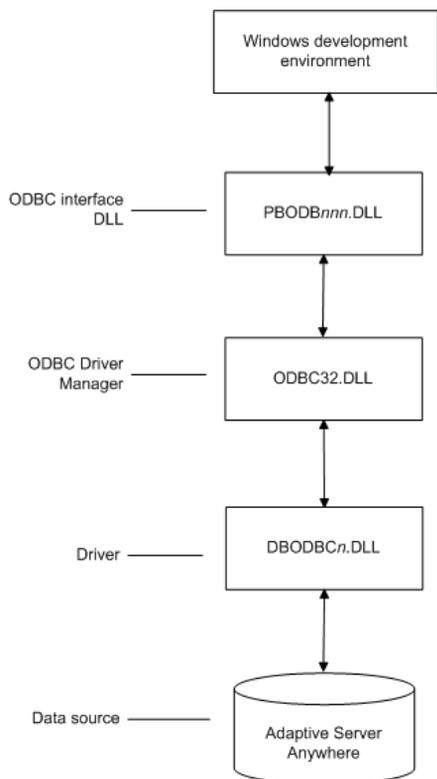 Windows development
environment
ODBC interface
DLL
PBODBnnn.DLL
ODBC Driver
Manager
ODBC32.DLL
Driver
DBODBCn.DLL
Data source
Adaptive Server
Anywhere